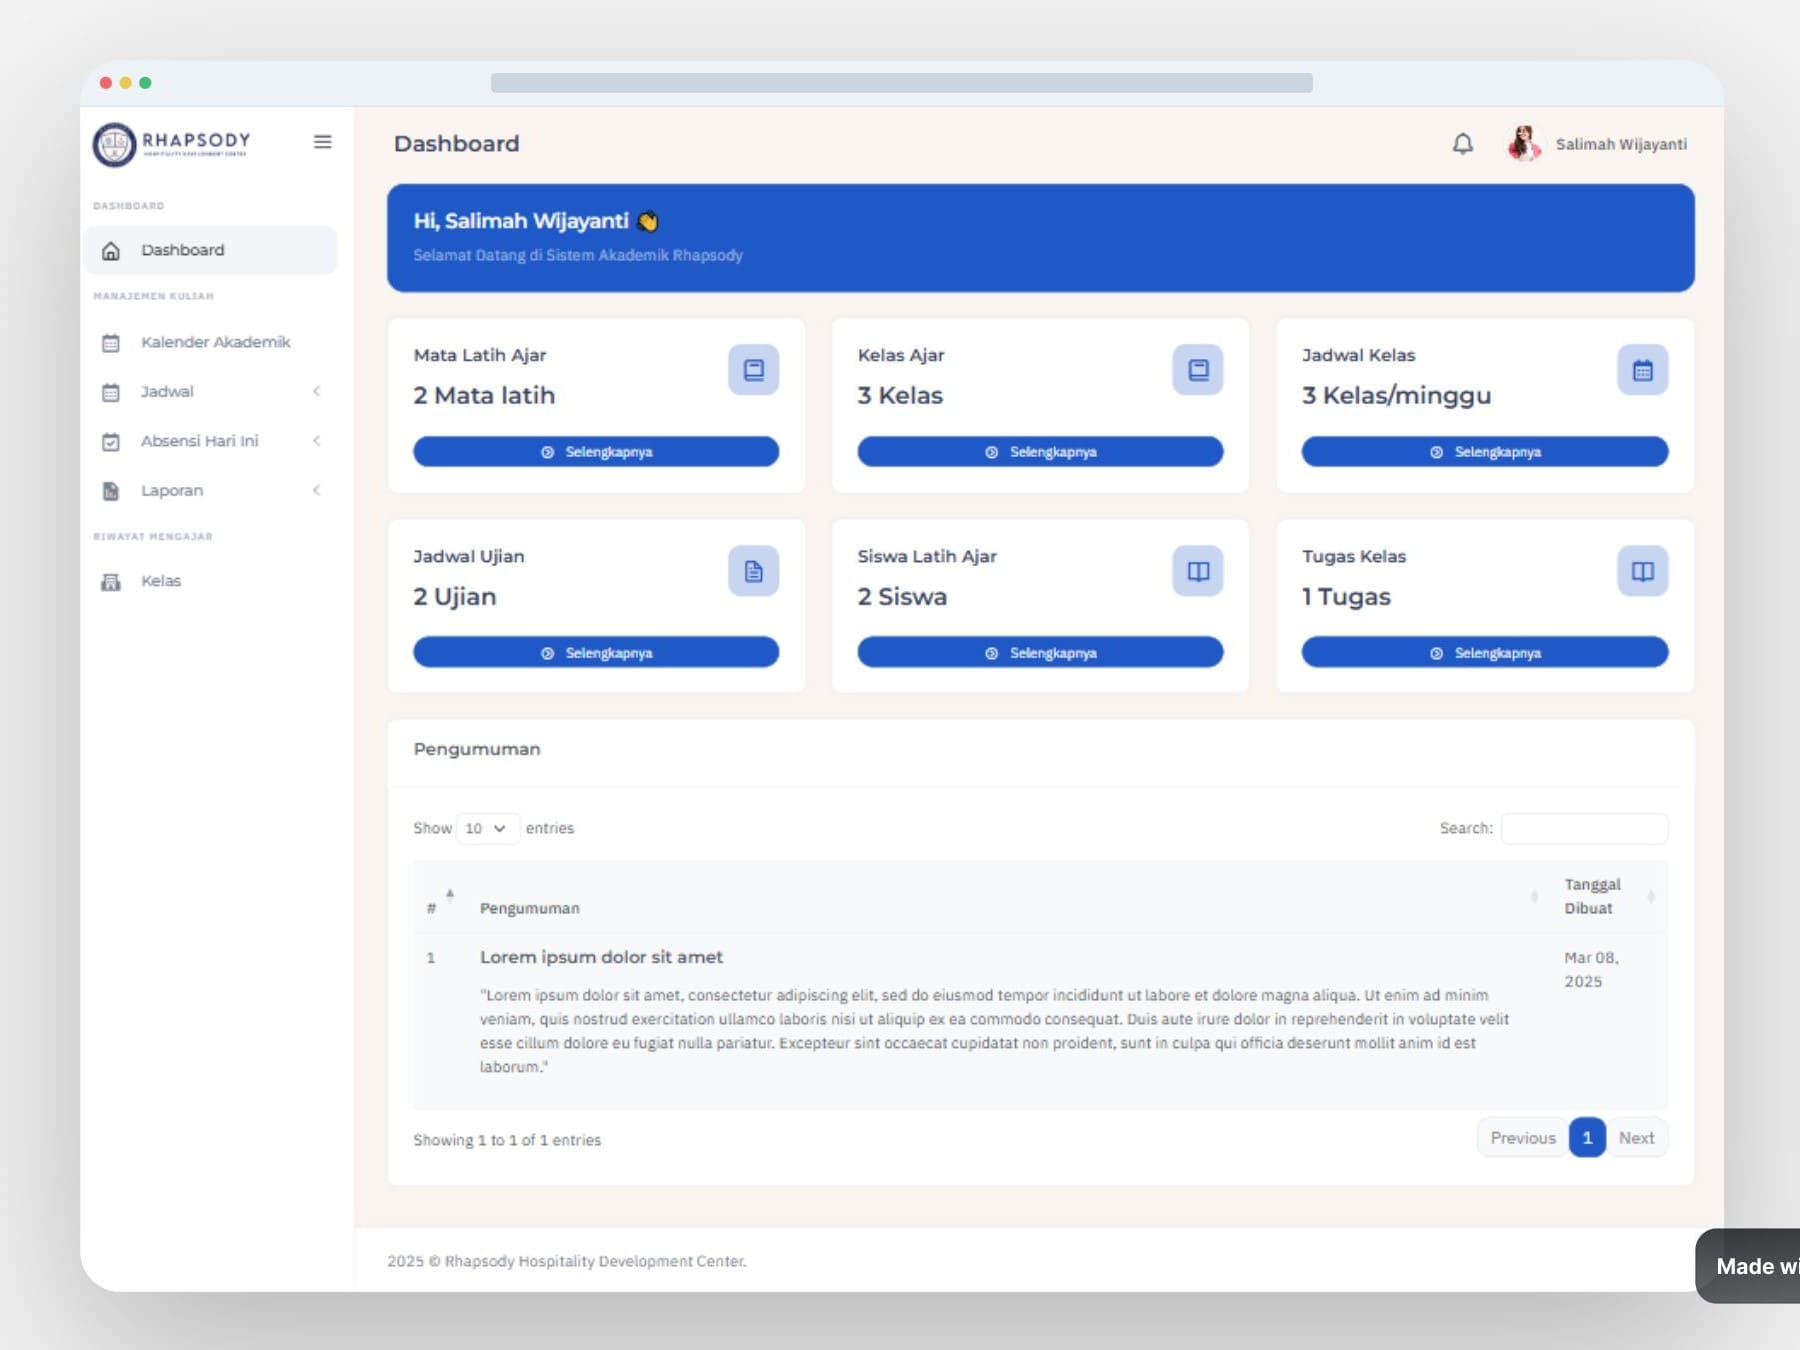 RHAPSODY
HOSPITALITY DEVELOPMENT CENTER
Dashboard
Salimah Wijayanti
DASHBOARD
Dashboard
MANAJEMEN KULIAH
Kalender Akademik
Jadwal
Absensi Hari Ini
Laporan
RIWAYAT MENGAJAR
Kelas
Hi, Salimah Wijayanti
Selamat Datang di Sistem Akademik Rhapsody
Mata Latih Ajar
2 Mata latih
Selengkapnya
Kelas Ajar
3 Kelas
Selengkapnya
Jadwal Kelas
3 Kelas/minggu
Selengkapnya
Jadwal Ujian
2 Ujian
Selengkapnya
Siswa Latih Ajar
2 Siswa
Selengkapnya
Tugas Kelas
1 Tugas
Selengkapnya
Pengumuman
Show 10 entries
Search:
# Pengumuman
Tanggal
Dibuat
1 Lorem ipsum dolor sit amet
"Lorem ipsum dolor sit amet, consectetur adipiscing elit, sed do eiusmod tempor incididunt ut labore et dolore magna aliqua. Ut enim ad minim
veniam, quis nostrud exercitation ullamco laboris nisi ut aliquip ex ea commodo consequat. Duis aute irure dolor in reprehenderit in voluptate velit
esse cillum dolore eu fugiat nulla pariatur. Excepteur sint occaecat cupidatat non proident, sunt in culpa qui officia deserunt mollit anim id est
laborum."
Mar 08,
2025
Showing 1 to 1 of 1 entries
Previous 1 Next
2025 © Rhapsody Hospitality Development Center.
Made wi